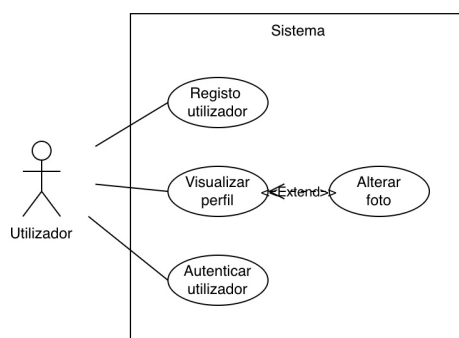 Sistema
Registo
utilizador
Visualizar
perfil
<<Extend>>
Alterar
foto
Utilizador
Autenticar
utilizador